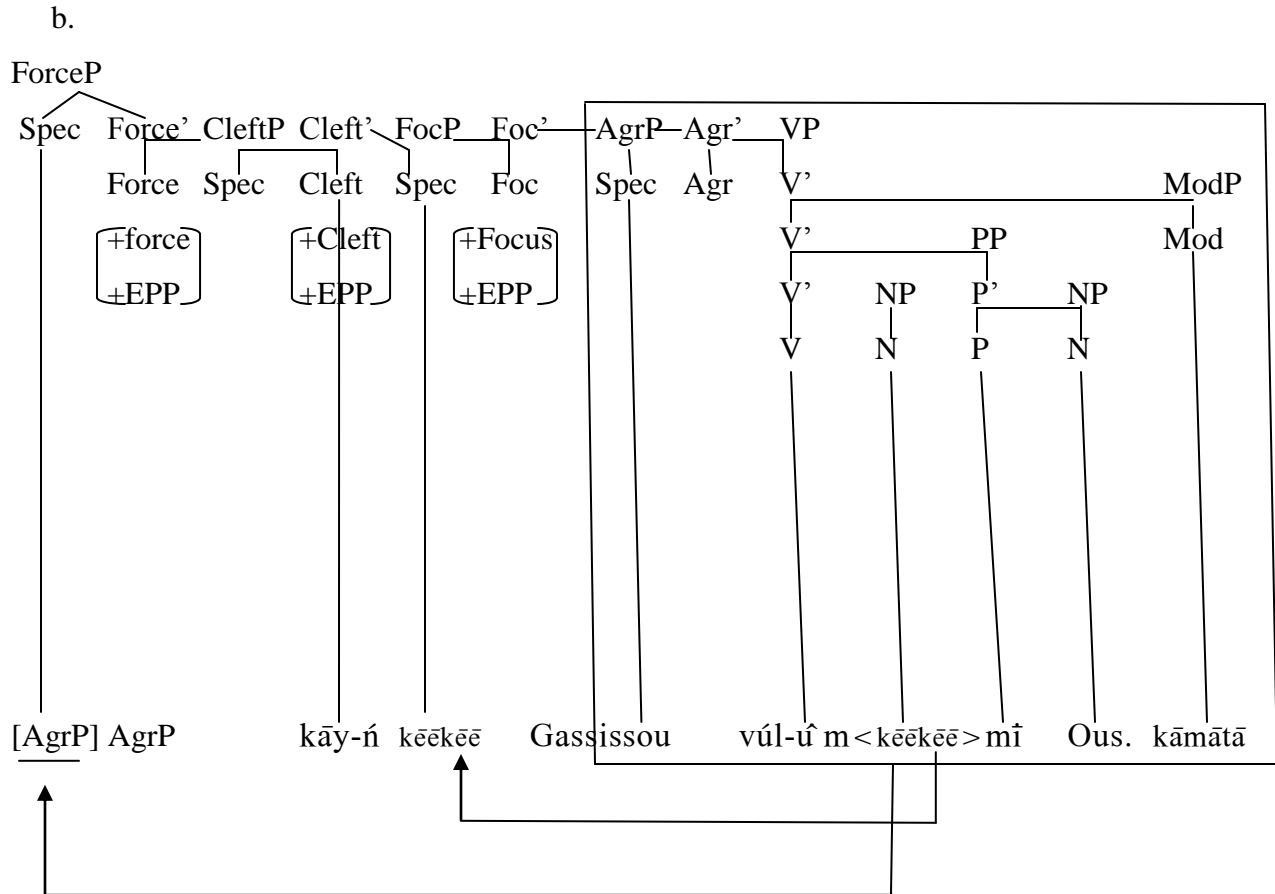 b.
ForceP
Spec Force’ CleftP Cleft’ FocP Foc’ AgrP Agr’ VP
Force Spec Cleft Spec Foc Spec Agr V’ ModP
+force +Cleft +Focus V’ PP Mod
+EPP +EPP +EPP V’ NP P’ NP
V N P N
[AgrP] AgrP kāy-ń kēēkēē Gassissou vúl-û m<kēēkēē>mī Ous. kāmātā